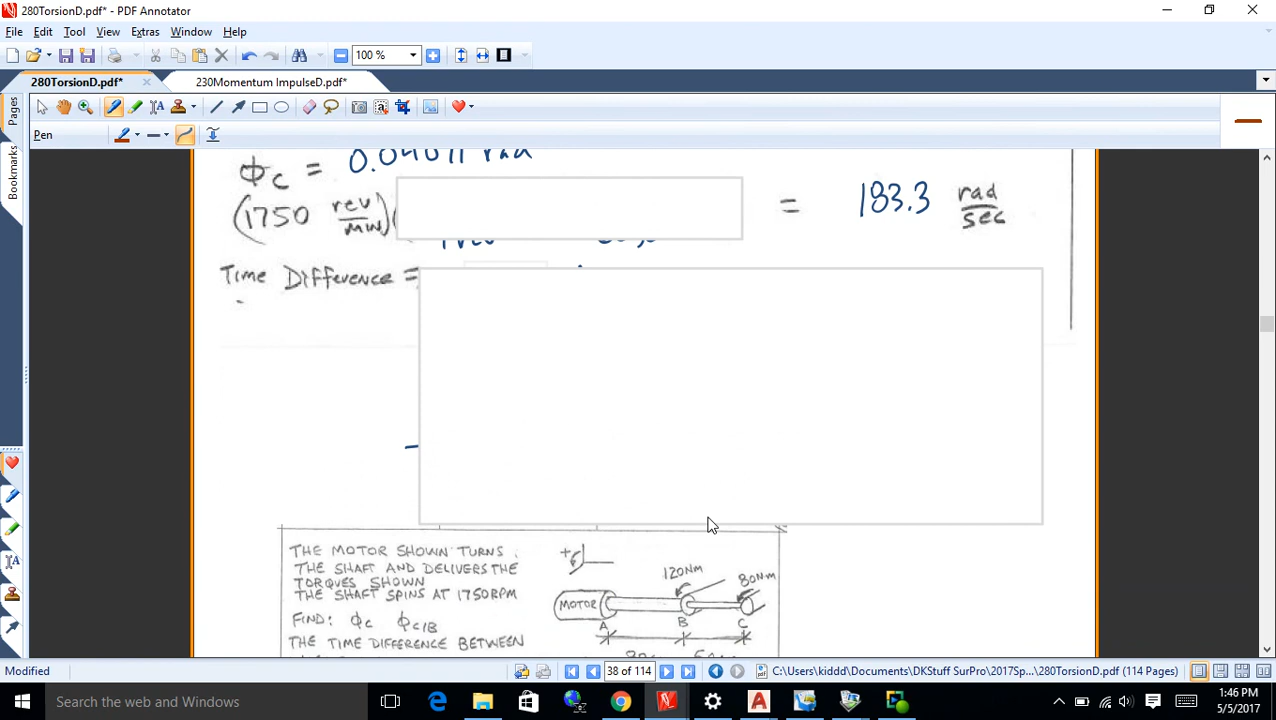 280TorsionD.pdf* - PDF Annotator
File Edit Tool View Extras Window Help
100 %
280TorsionD.pdf* 230Momentum ImpulseD.pdf*
Pages
Bookmarks
Pen
ΦC = 0.04011 rad
(1750 rev/MIN)( = 183.3 rad/sec
1 rev
TIME DIFFERENCE =
THE MOTOR SHOWN TURNS
THE SHAFT AND DELIVERS THE
TORQUES SHOWN
THE SHAFT SPINS AT 1750RPM
FIND: ΦC ΦC/B
THE TIME DIFFERENCE BETWEEN
+
120NM
80N·M
MOTOR
A B C
Modified
38 of 114
C:\Users\kiddd\Documents\DKStuff SurPro\2017Sp...\280TorsionD.pdf (114 Pages)
Search the web and Windows
1:46 PM
5/5/2017